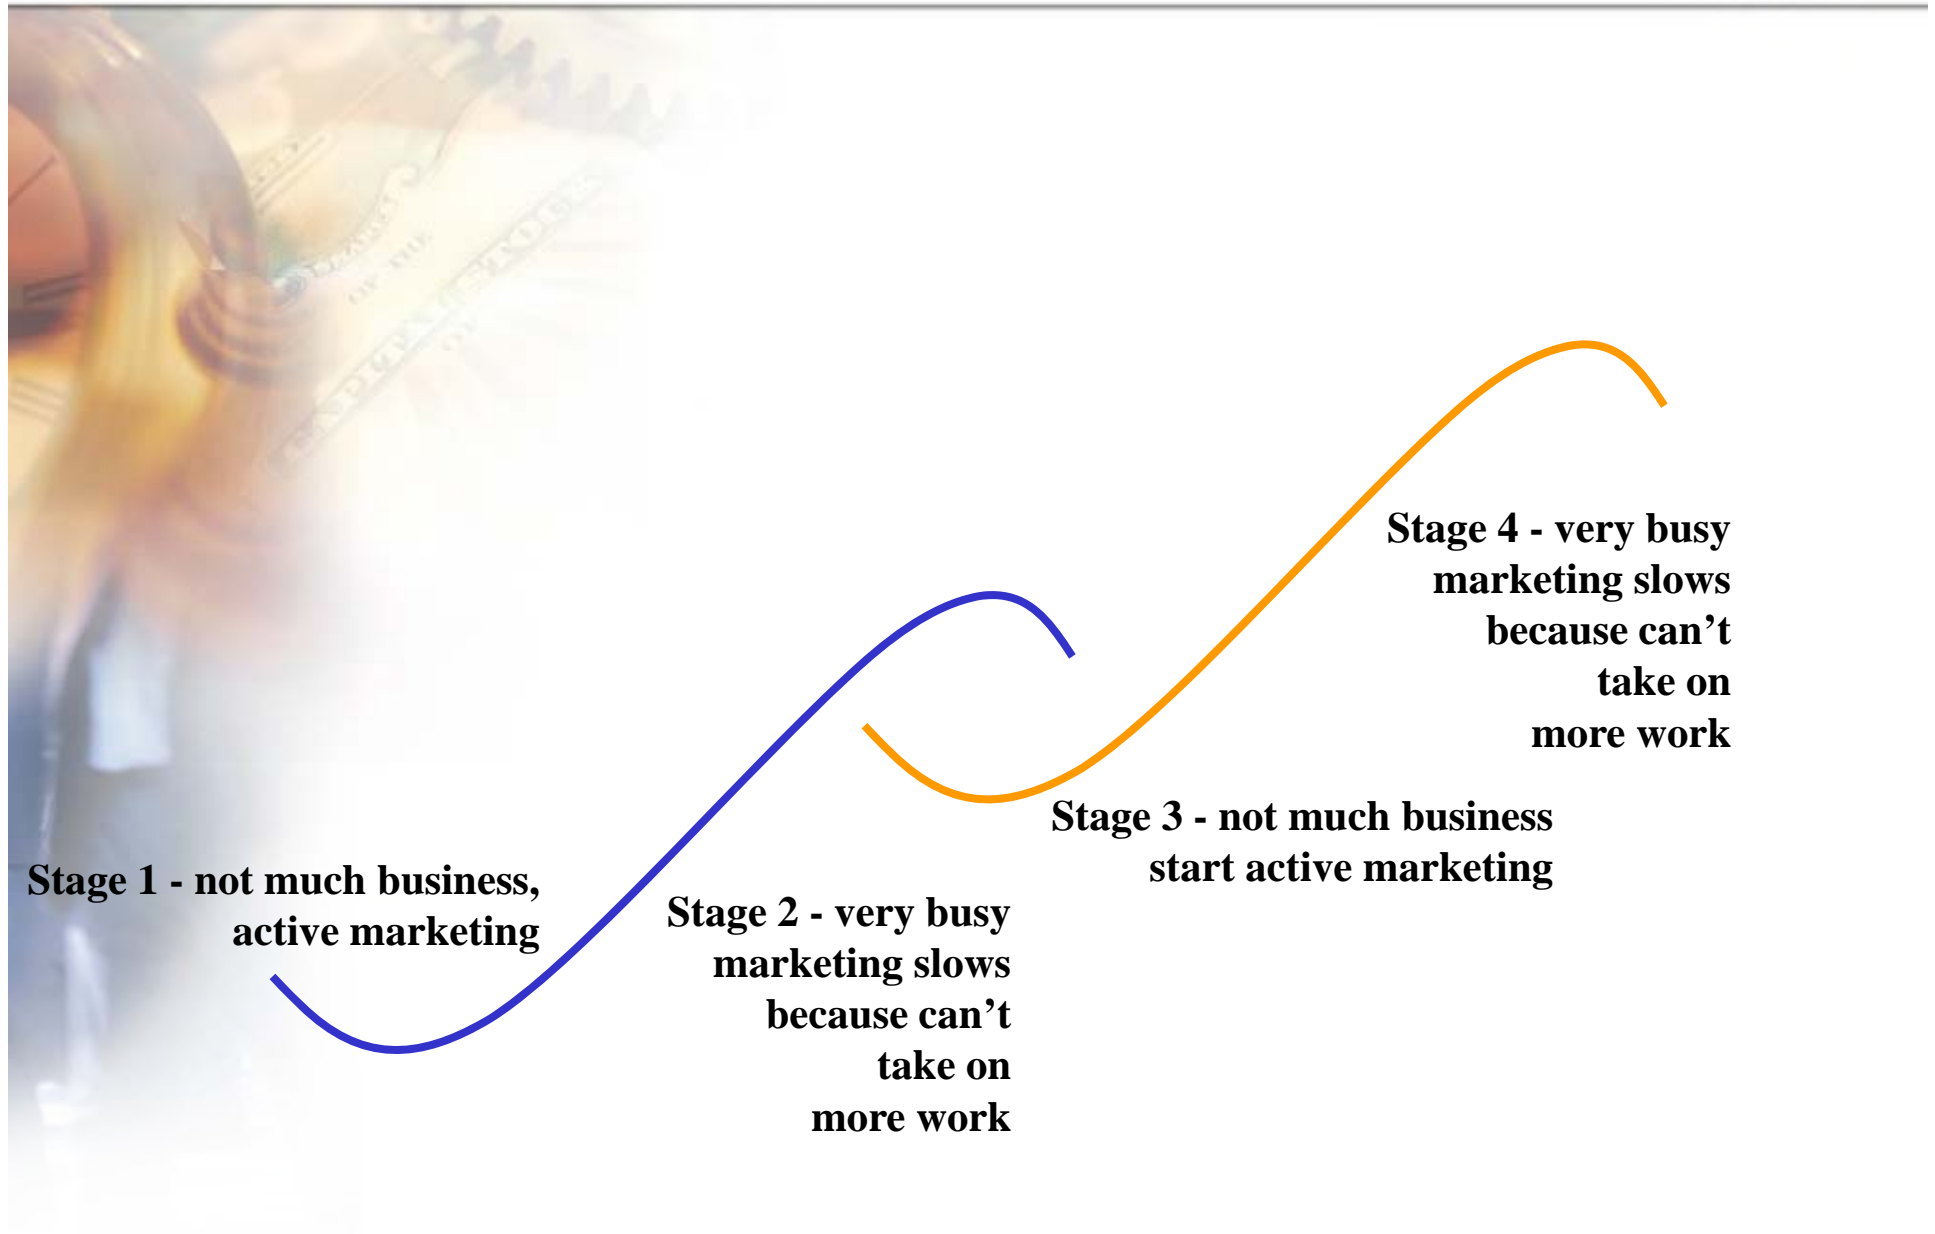 OF THE
Stage 1 - not much business,
active marketing
Stage 2 - very busy
marketing slows
because can’t
take on
more work
Stage 3 - not much business
start active marketing
Stage 4 - very busy
marketing slows
because can’t
take on
more work